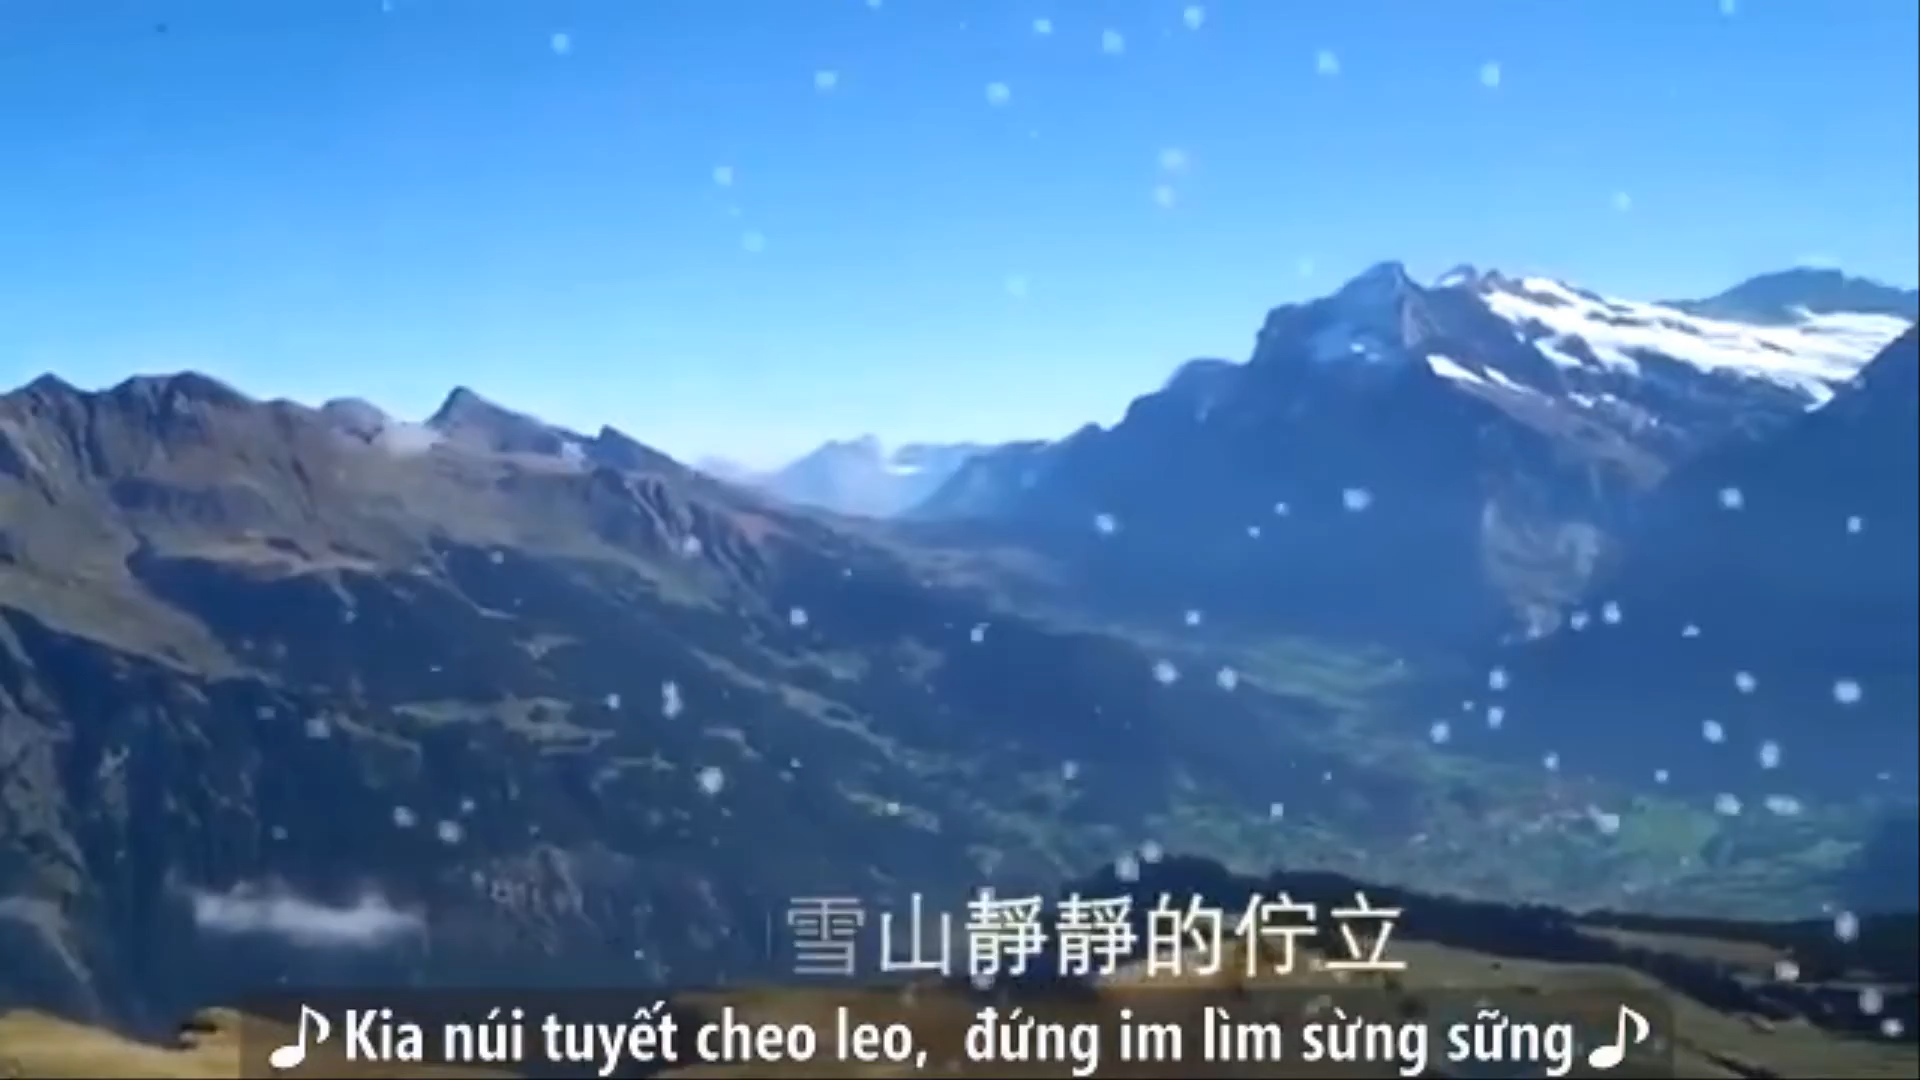 雪山靜靜的佇立
♪Kia núi tuyết cheo leo, đứng im lìm sừng sững♪